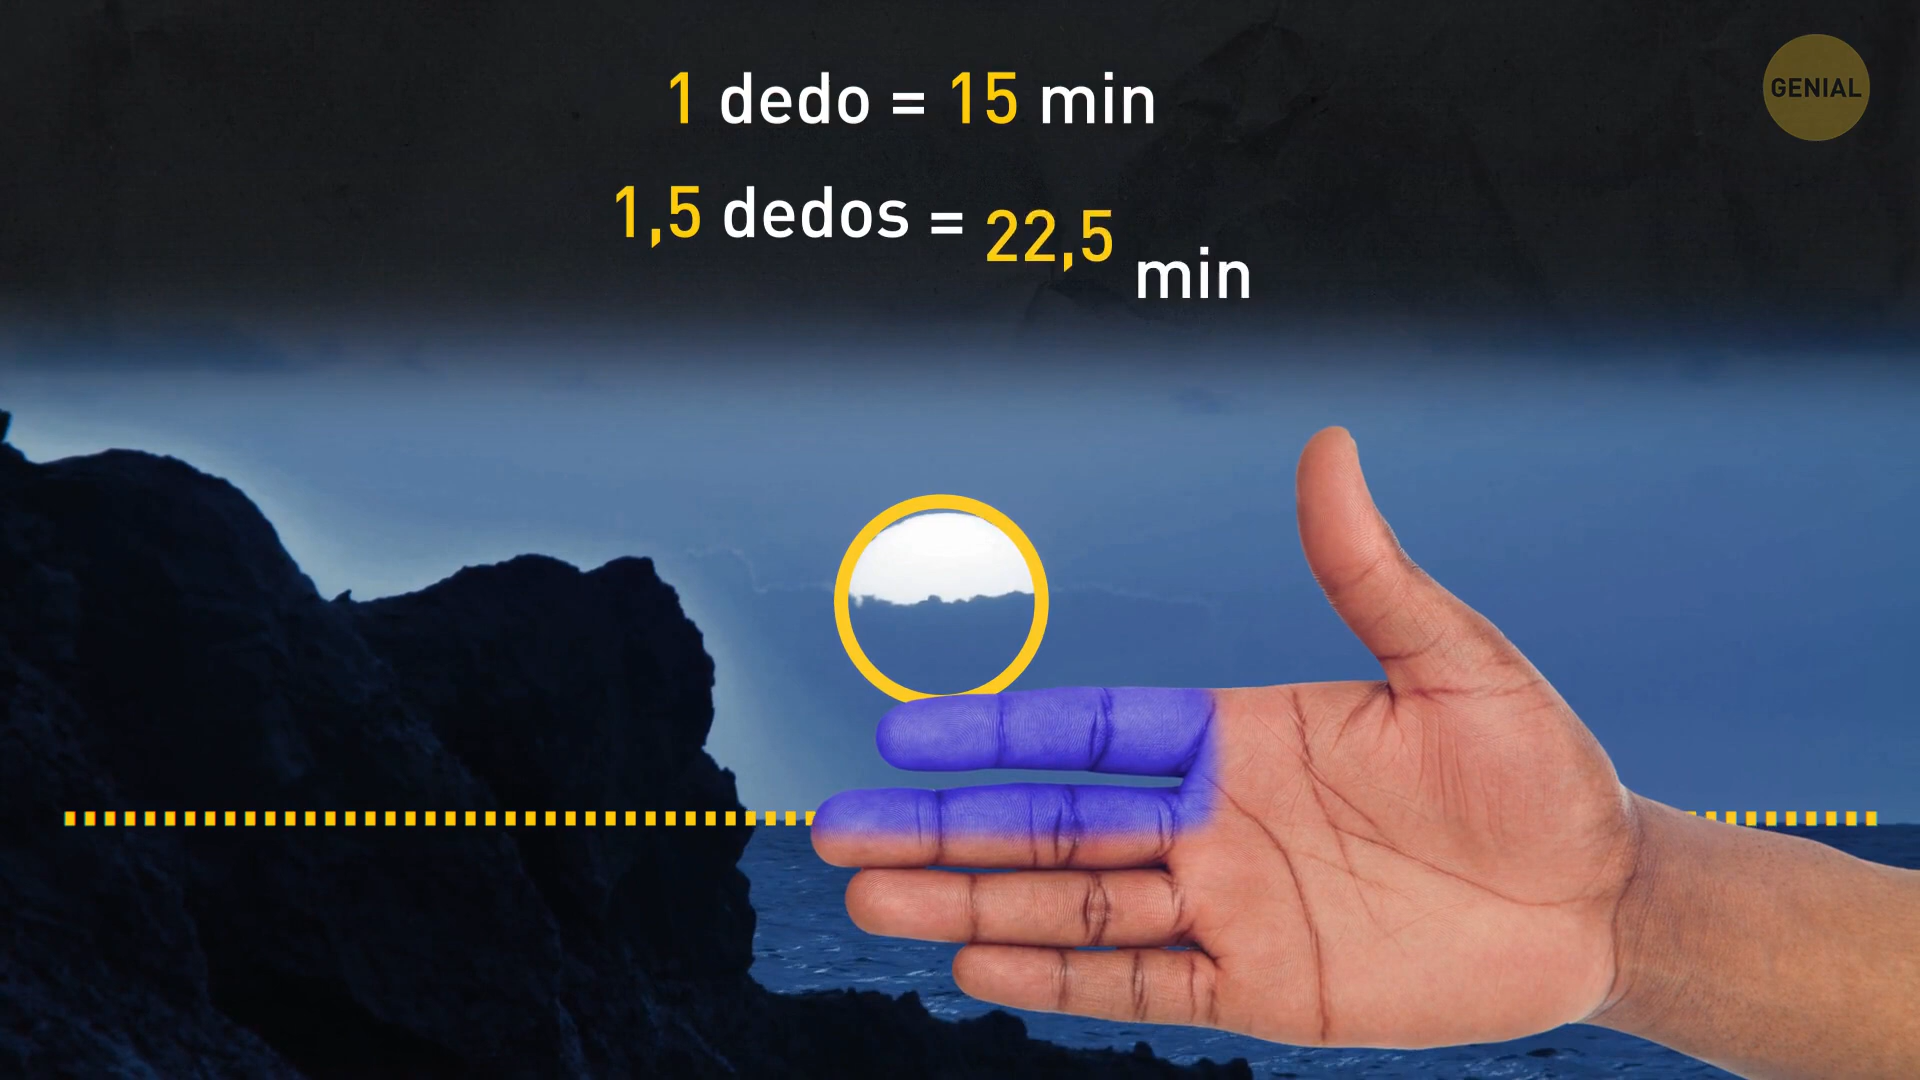 GENIAL
1 dedo = 15 min
1,5 dedos = 22,5 min